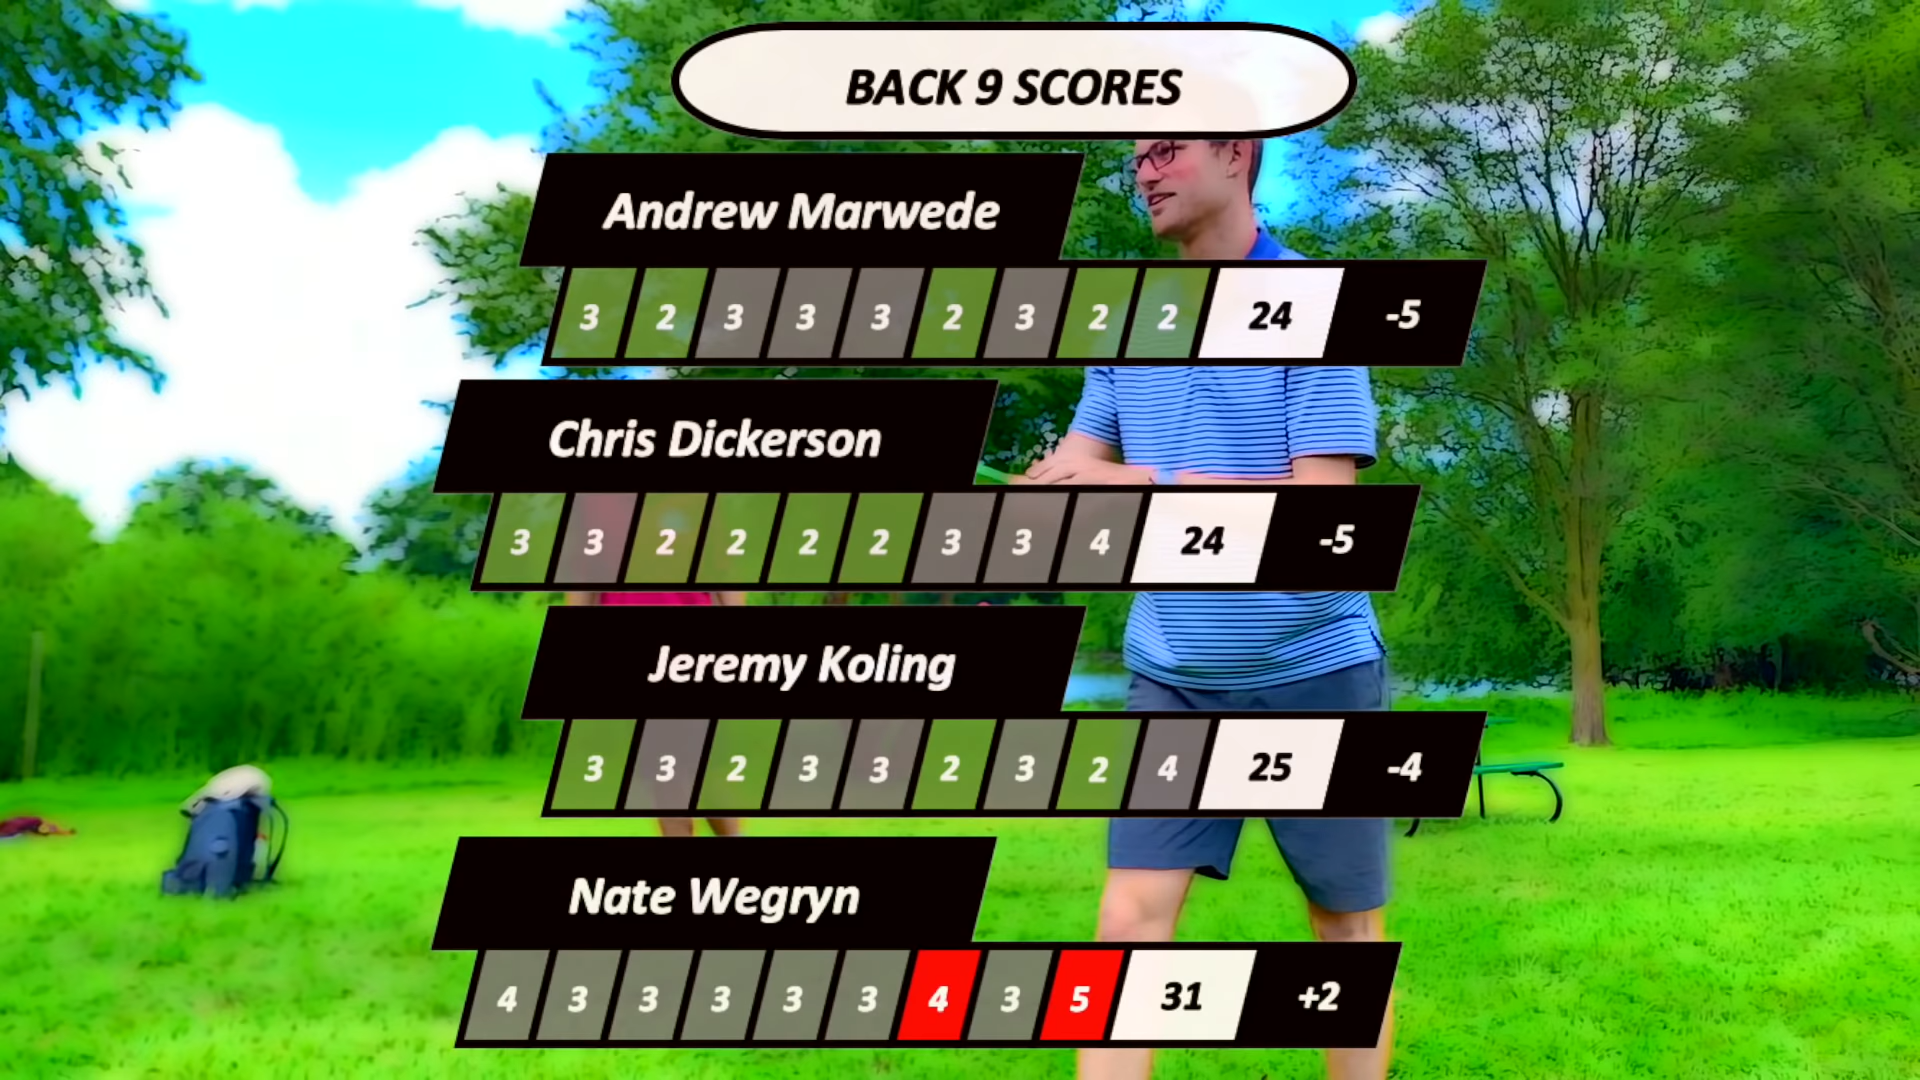 BACK 9 SCORES
Andrew Marwede
3 2 3 3 3 2 3 2 2 24 -5
Chris Dickerson
3 3 2 2 2 2 3 3 4 24 -5
Jeremy Koling
3 3 2 3 3 2 3 2 4 25 -4
Nate Wegryn
4 3 3 3 3 3 4 3 5 31 +2